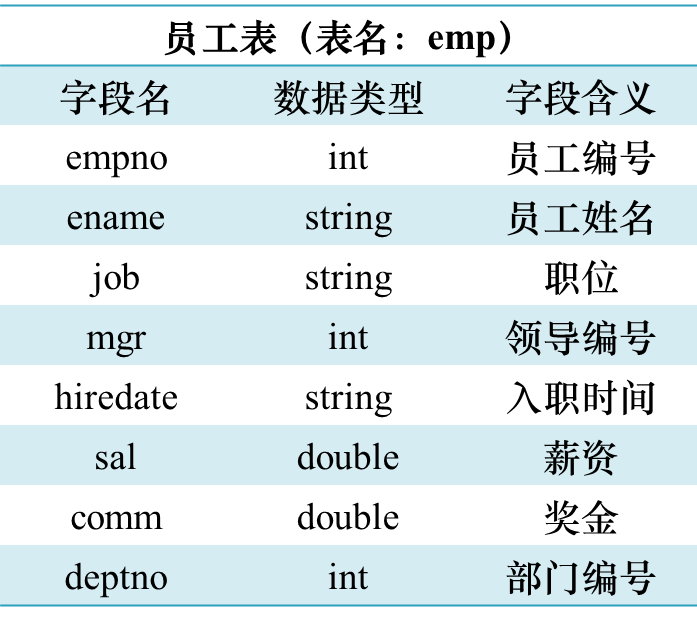 员工表（表名：emp）
字段名 数据类型 字段含义
empno int 员工编号
ename string 员工姓名
job string 职位
mgr int 领导编号
hiredate string 入职时间
sal double 薪资
comm double 奖金
deptno int 部门编号